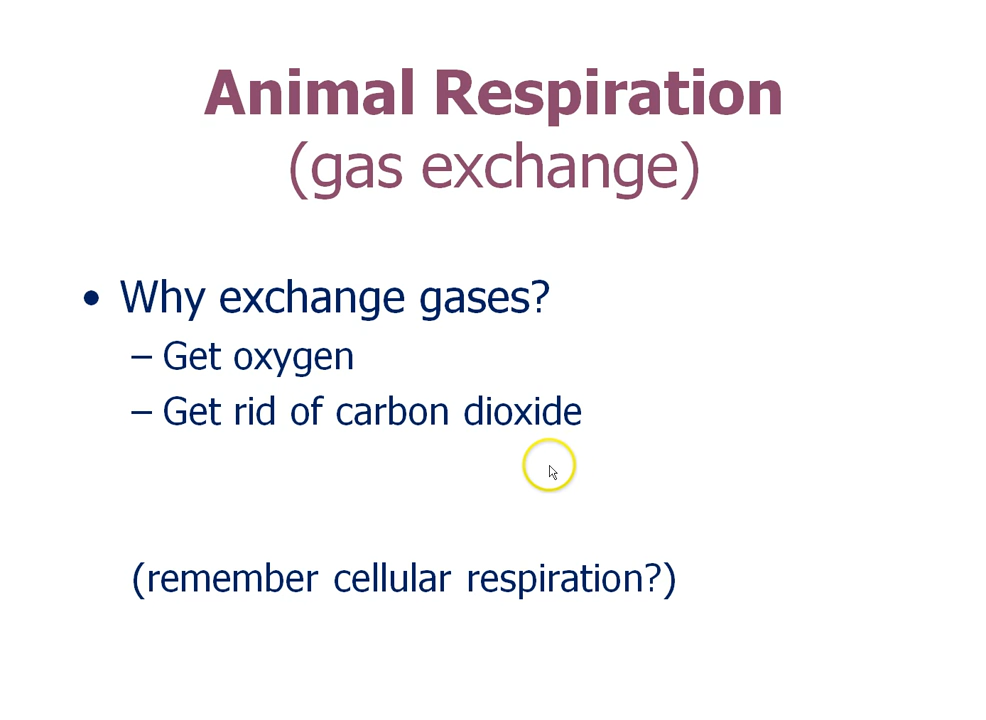 Animal Respiration
(gas exchange)
• Why exchange gases?
– Get oxygen
– Get rid of carbon dioxide
(remember cellular respiration?)